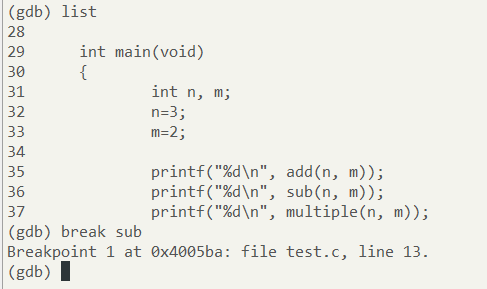 (gdb) list
28
29      int main(void)
30      {
31              int n, m;
32              n=3;
33              m=2;
34
35              printf("%d\n", add(n, m));
36              printf("%d\n", sub(n, m));
37              printf("%d\n", multiple(n, m));
(gdb) break sub
Breakpoint 1 at 0x4005ba: file test.c, line 13.
(gdb)